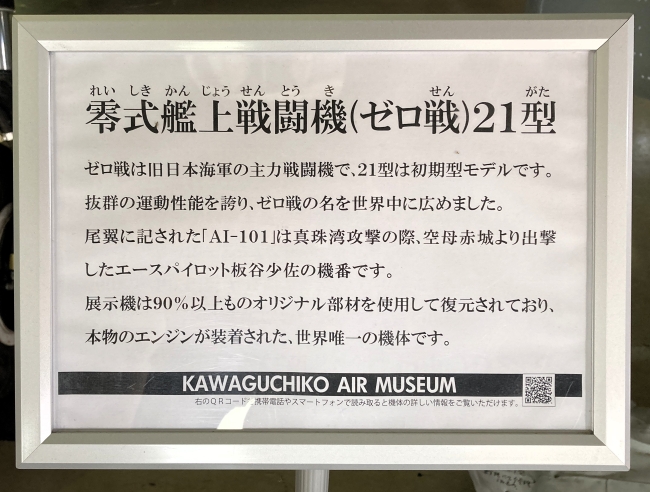 れい しき かん じょう せん とう き せん がた
零式艦上戦闘機(ゼロ戦)21型
ゼロ戦は旧日本海軍の主力戦闘機で、21型は初期型モデルです。
抜群の運動性能を誇り、ゼロ戦の名を世界中に広めました。
尾翼に記された「AI-101」は真珠湾攻撃の際、空母赤城より出撃
したエースパイロット板谷少佐の機番です。
展示機は90%以上ものオリジナル部材を使用して復元されており、
本物のエンジンが装着された、世界唯一の機体です。
KAWAGUCHIKO AIR MUSEUM
右のQRコード 携帯電話やスマートフォンで読み取ると機体の詳しい情報をご覧いただけます。